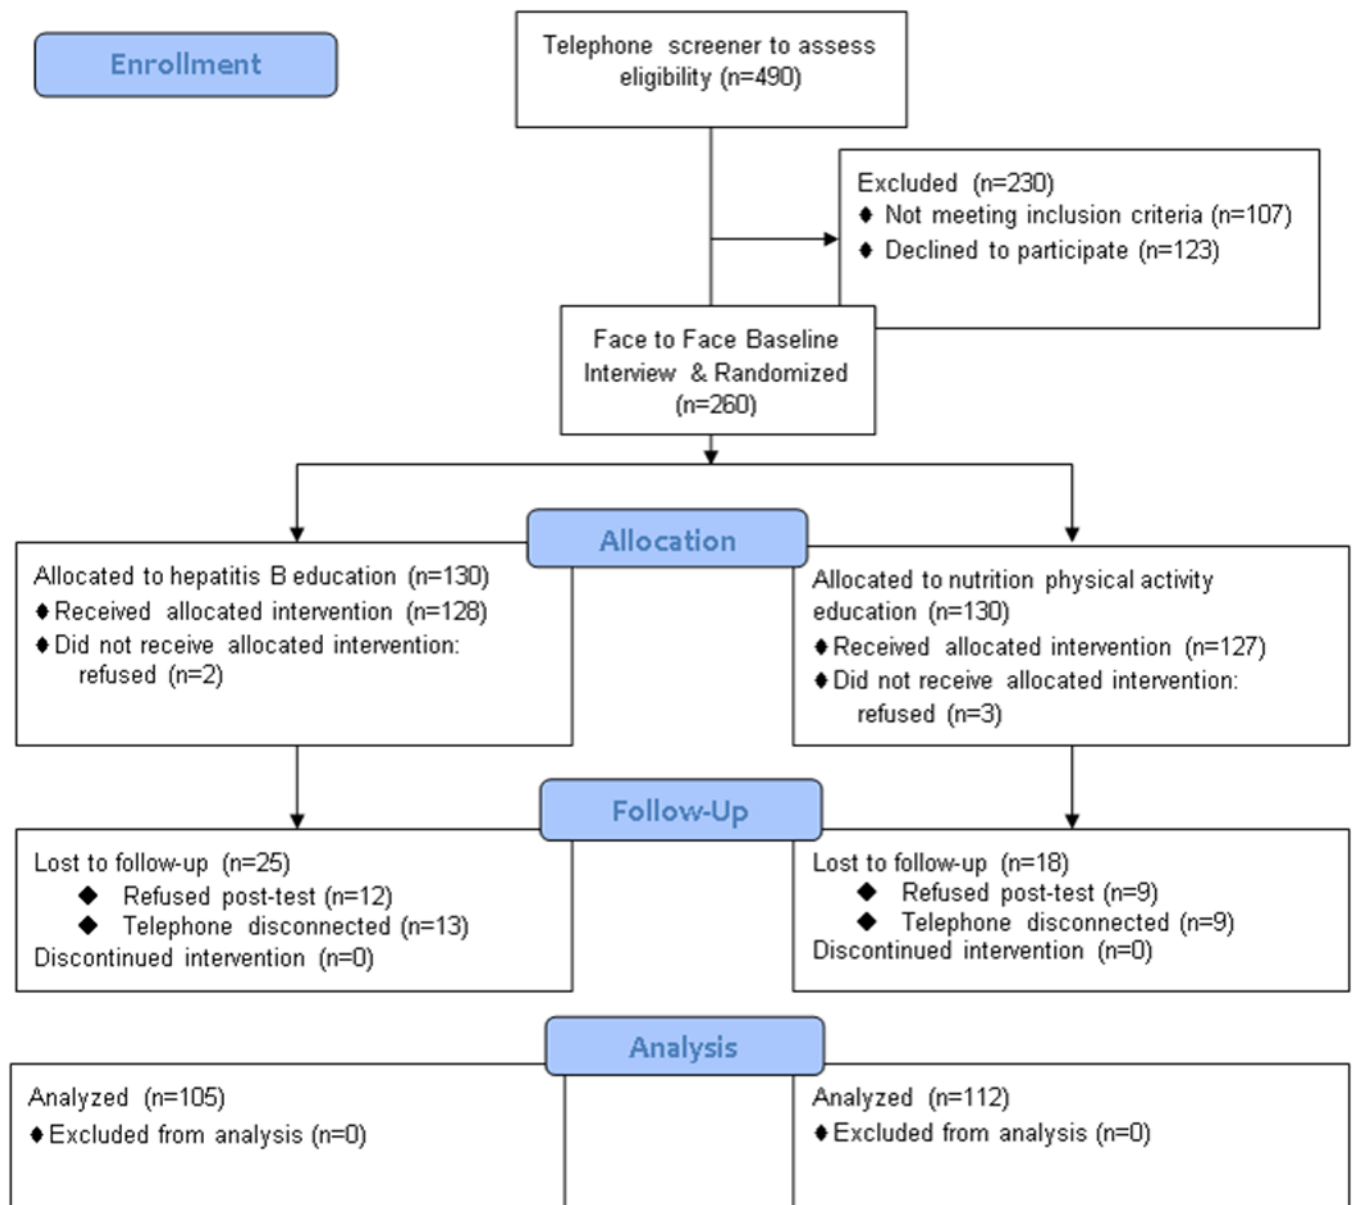 Enrollment
Telephone screener to assess
eligibility (n=490)
Excluded (n=230)
♦ Not meeting inclusion criteria (n=107)
♦ Declined to participate (n=123)
Face to Face Baseline
Interview & Randomized
(n=260)
Allocation
Allocated to hepatitis B education (n=130)
♦Received allocated intervention (n=128)
♦Did not receive allocated intervention:
refused (n=2)
Allocated to nutrition physical activity
education (n=130)
♦Received allocated intervention (n=127)
♦Did not receive allocated intervention:
refused (n=3)
Follow-Up
Lost to follow-up (n=25)
◆ Refused post-test (n=12)
◆ Telephone disconnected (n=13)
Discontinued intervention (n=0)
Lost to follow-up (n=18)
◆ Refused post-test (n=9)
◆ Telephone disconnected (n=9)
Discontinued intervention (n=0)
Analysis
Analyzed (n=105)
♦Excluded from analysis (n=0)
Analyzed (n=112)
♦Excluded from analysis (n=0)